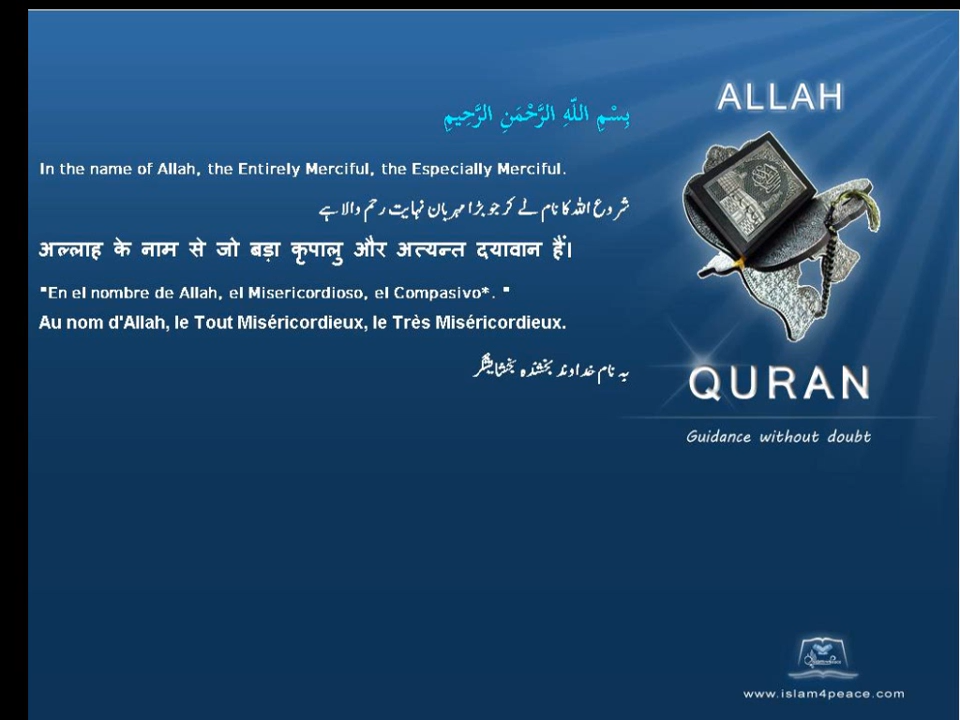 بِسْمِ اللّهِ الرَّحْمَنِ الرَّحِيمِ
In the name of Allah, the Entirely Merciful, the Especially Merciful.
شروع اللہ کا نام لے کر جو بڑا مہربان نہایت رحم والا ہے
अल्लाह के नाम से जो बड़ा कृपालु और अत्यन्त दयावान हैं।
"En el nombre de Allah, el Misericordioso, el Compasivo*. "
Au nom d'Allah, le Tout Miséricordieux, le Très Miséricordieux.
به نام خداوند بخشنده بخشایشگر
ALLAH
QURAN
Guidance without doubt
www.islam4peace.com